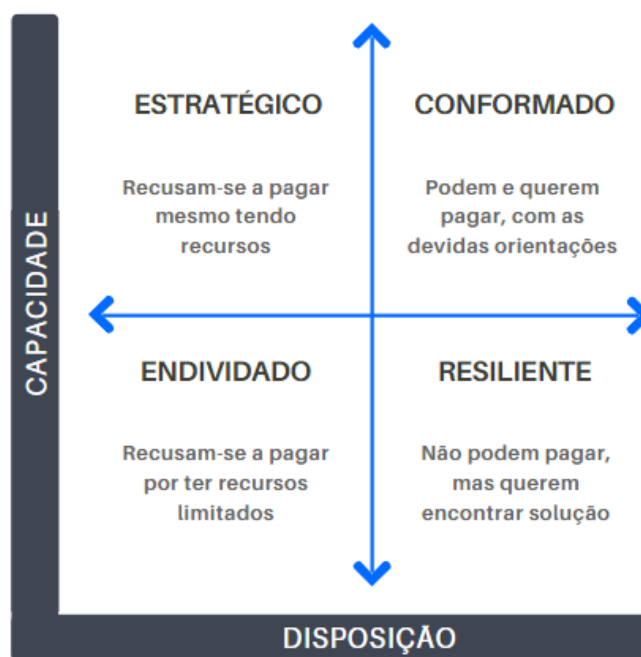 ESTRATÉGICO
Recusam-se a pagar
mesmo tendo
recursos
CONFORMADO
Podem e querem
pagar, com as
devidas orientações
CAPACIDADE
ENDIVIDADO
Recusam-se a pagar
por ter recursos
limitados
RESILIENTE
Não podem pagar,
mas querem
encontrar solução
DISPOSIÇÃO